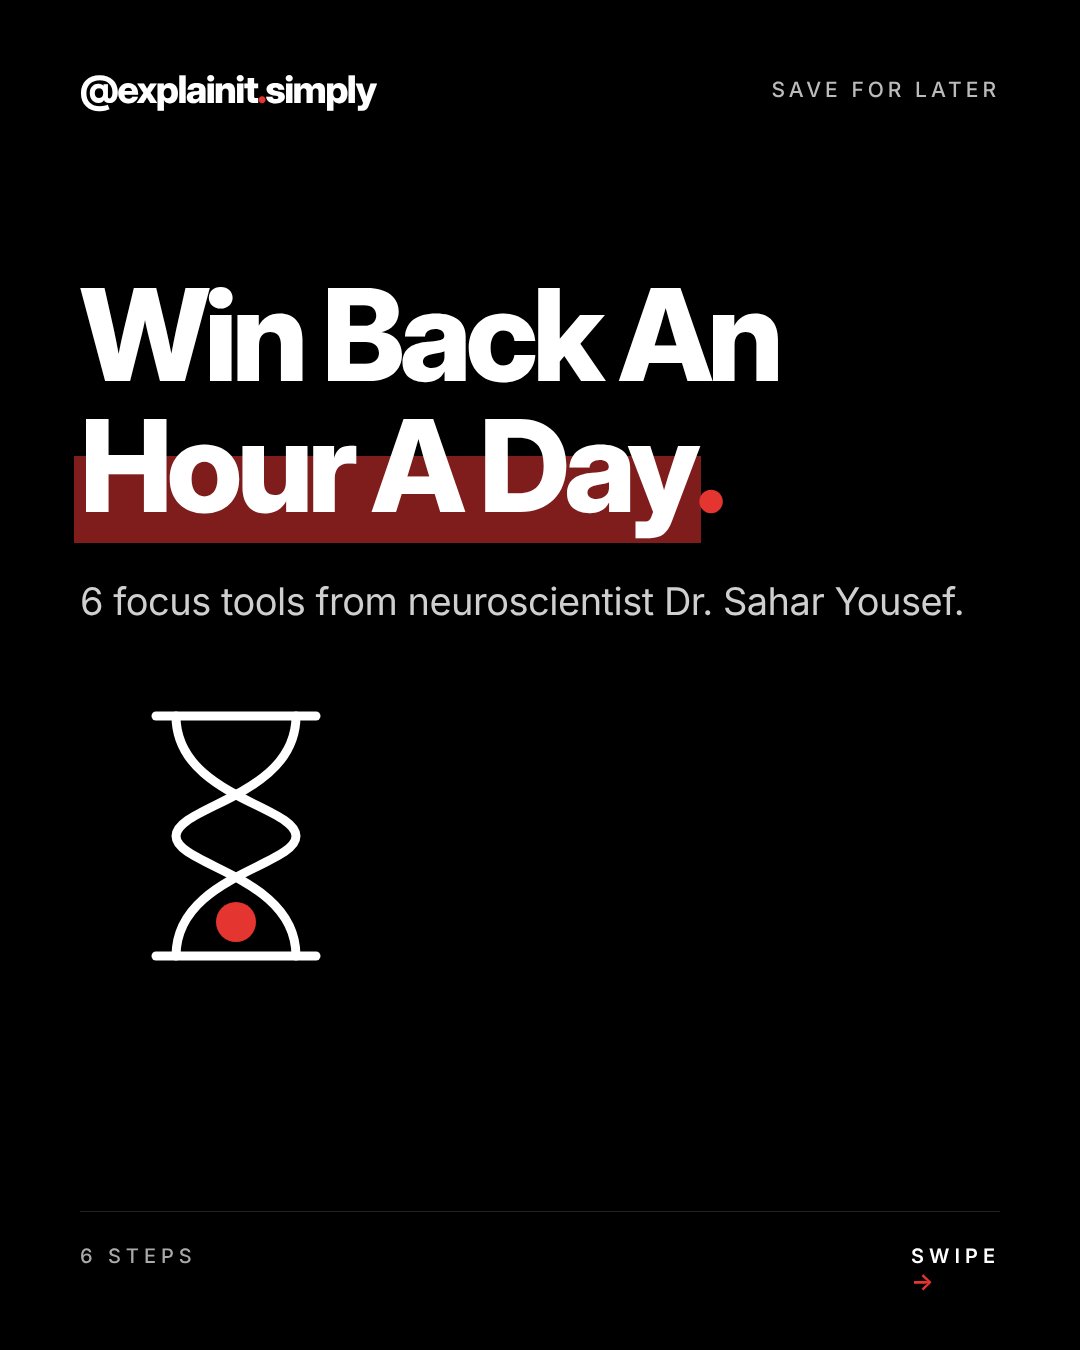 @explainit.simply
SAVE FOR LATER
Win Back An
Hour A Day.
6 focus tools from neuroscientist Dr. Sahar Yousef.
6 STEPS
SWIPE
→